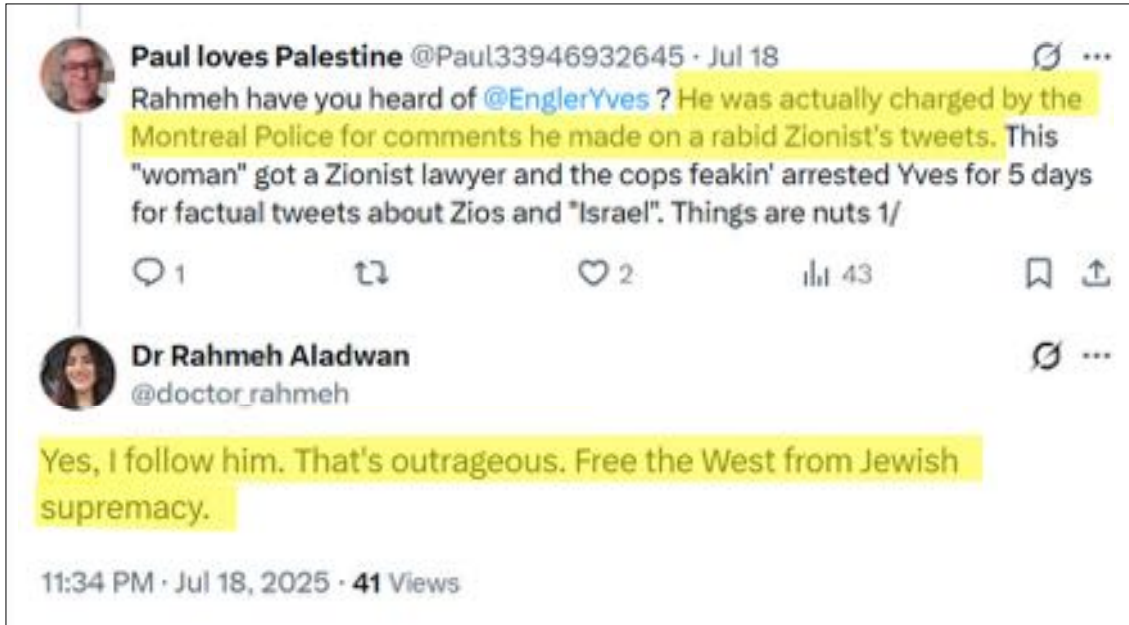 Paul loves Palestine @Paul33946932645 · Jul 18
Rahmeh have you heard of @EnglerYves ? He was actually charged by the
Montreal Police for comments he made on a rabid Zionist's tweets. This
"woman" got a Zionist lawyer and the cops feakin' arrested Yves for 5 days
for factual tweets about Zios and "Israel". Things are nuts 1/
1 2 43
Dr Rahmeh Aladwan
@doctor_rahmeh
Yes, I follow him. That's outrageous. Free the West from Jewish
supremacy.
11:34 PM · Jul 18, 2025 · 41 Views